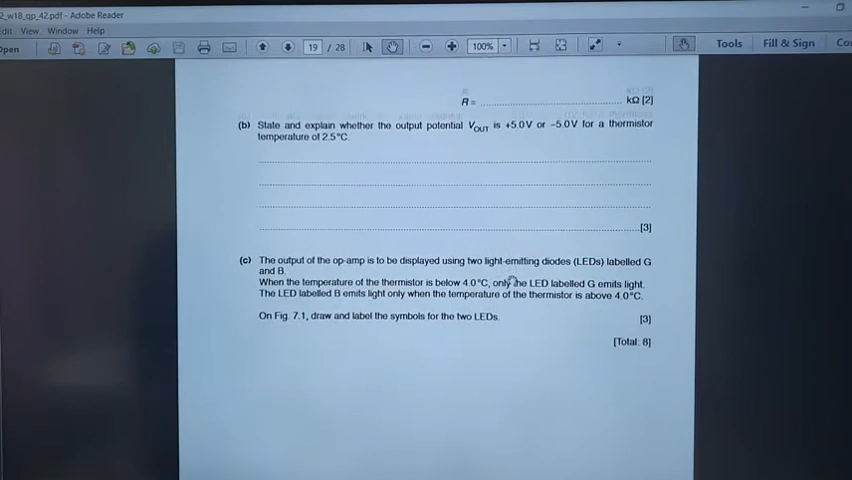 2_w18_qp_42.pdf - Adobe Reader
Edit View Window Help
Open 19 / 28 100% Tools Fill & Sign
R = kΩ [2]
(b) State and explain whether the output potential VOUT is +5.0V or −5.0V for a thermistor
temperature of 2.5°C.
[3]
(c) The output of the op-amp is to be displayed using two light-emitting diodes (LEDs) labelled G
and B.
When the temperature of the thermistor is below 4.0°C, only the LED labelled G emits light.
The LED labelled B emits light only when the temperature of the thermistor is above 4.0°C.
On Fig. 7.1, draw and label the symbols for the two LEDs. [3]
[Total: 8]